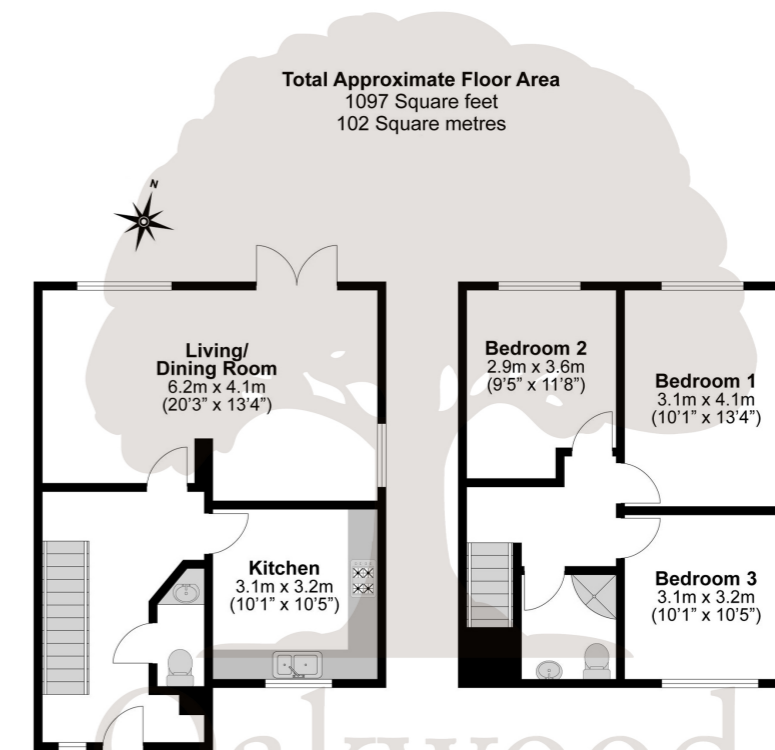 Total Approximate Floor Area
1097 Square feet
102 Square metres
N
Living/
Dining Room
6.2m x 4.1m
(20’3” x 13’4”)
Bedroom 2
2.9m x 3.6m
(9’5” x 11’8”)
Bedroom 1
3.1m x 4.1m
(10’1” x 13’4”)
Kitchen
3.1m x 3.2m
(10’1” x 10’5”)
Bedroom 3
3.1m x 3.2m
(10’1” x 10’5”)
Oakwood